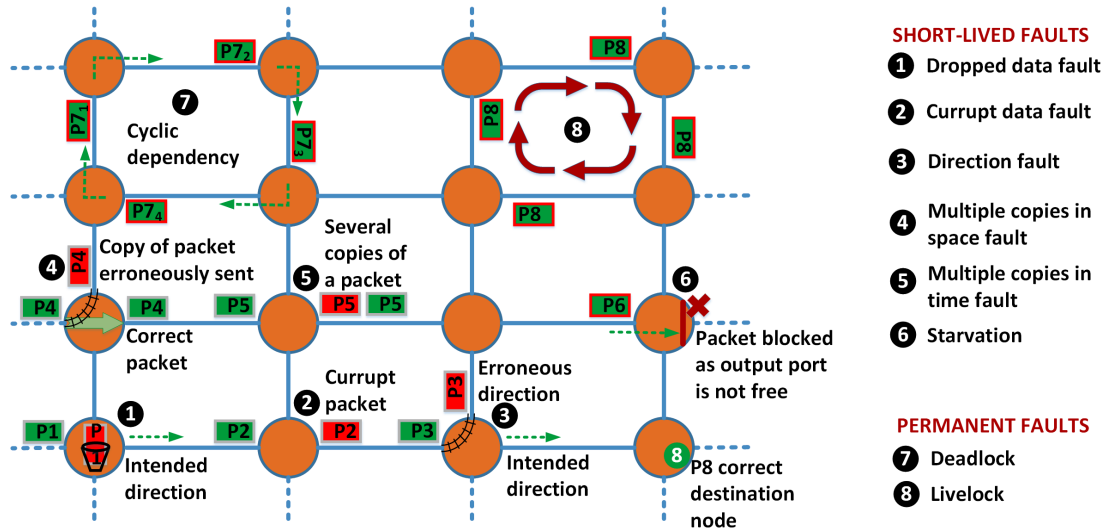 P7₂
P8
7
P7₁
Cyclic
dependency
P7₃
P8
8
P8
P7₄
P8
4
P4
Copy of packet
erroneously sent
5
Several
copies of
a packet
6
P4
P4
P5
P5
P5
P6
Correct
packet
Packet blocked
as output port
is not free
P1
P
1
1
Intended
direction
P2
2
Currupt
packet
P2
P3
P3
Erroneous
direction
3
Intended
direction
8
P8 correct
destination
node
SHORT-LIVED FAULTS
1 Dropped data fault
2 Currupt data fault
3 Direction fault
4 Multiple copies in
space fault
5 Multiple copies in
time fault
6 Starvation
PERMANENT FAULTS
7 Deadlock
8 Livelock